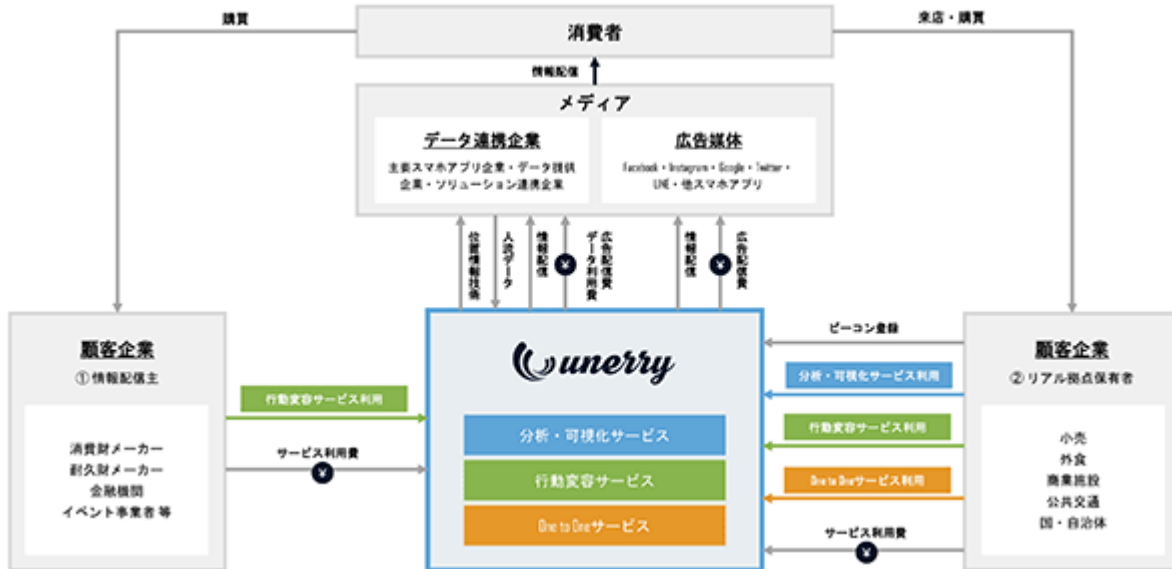 購買
来店・購買
消費者
情報配信
メディア
データ連携企業
主要スマホアプリ企業・データ提供
企業・ソリューション連携企業
広告媒体
Facebook・Instagram・Google・Twitter・
LINE・他スマホアプリ
位置情報技術
人流データ
情報配信
¥
広告配信費
データ利用費
情報配信
¥
広告配信費
顧客企業
① 情報配信主
消費財メーカー
耐久財メーカー
金融機関
イベント事業者 等
行動変容サービス利用
サービス利用費
¥
unerry
分析・可視化サービス
行動変容サービス
One to Oneサービス
ビーコン登録
分析・可視化サービス利用
行動変容サービス利用
One to Oneサービス利用
サービス利用費
¥
顧客企業
② リアル拠点保有者
小売
外食
商業施設
公共交通
国・自治体